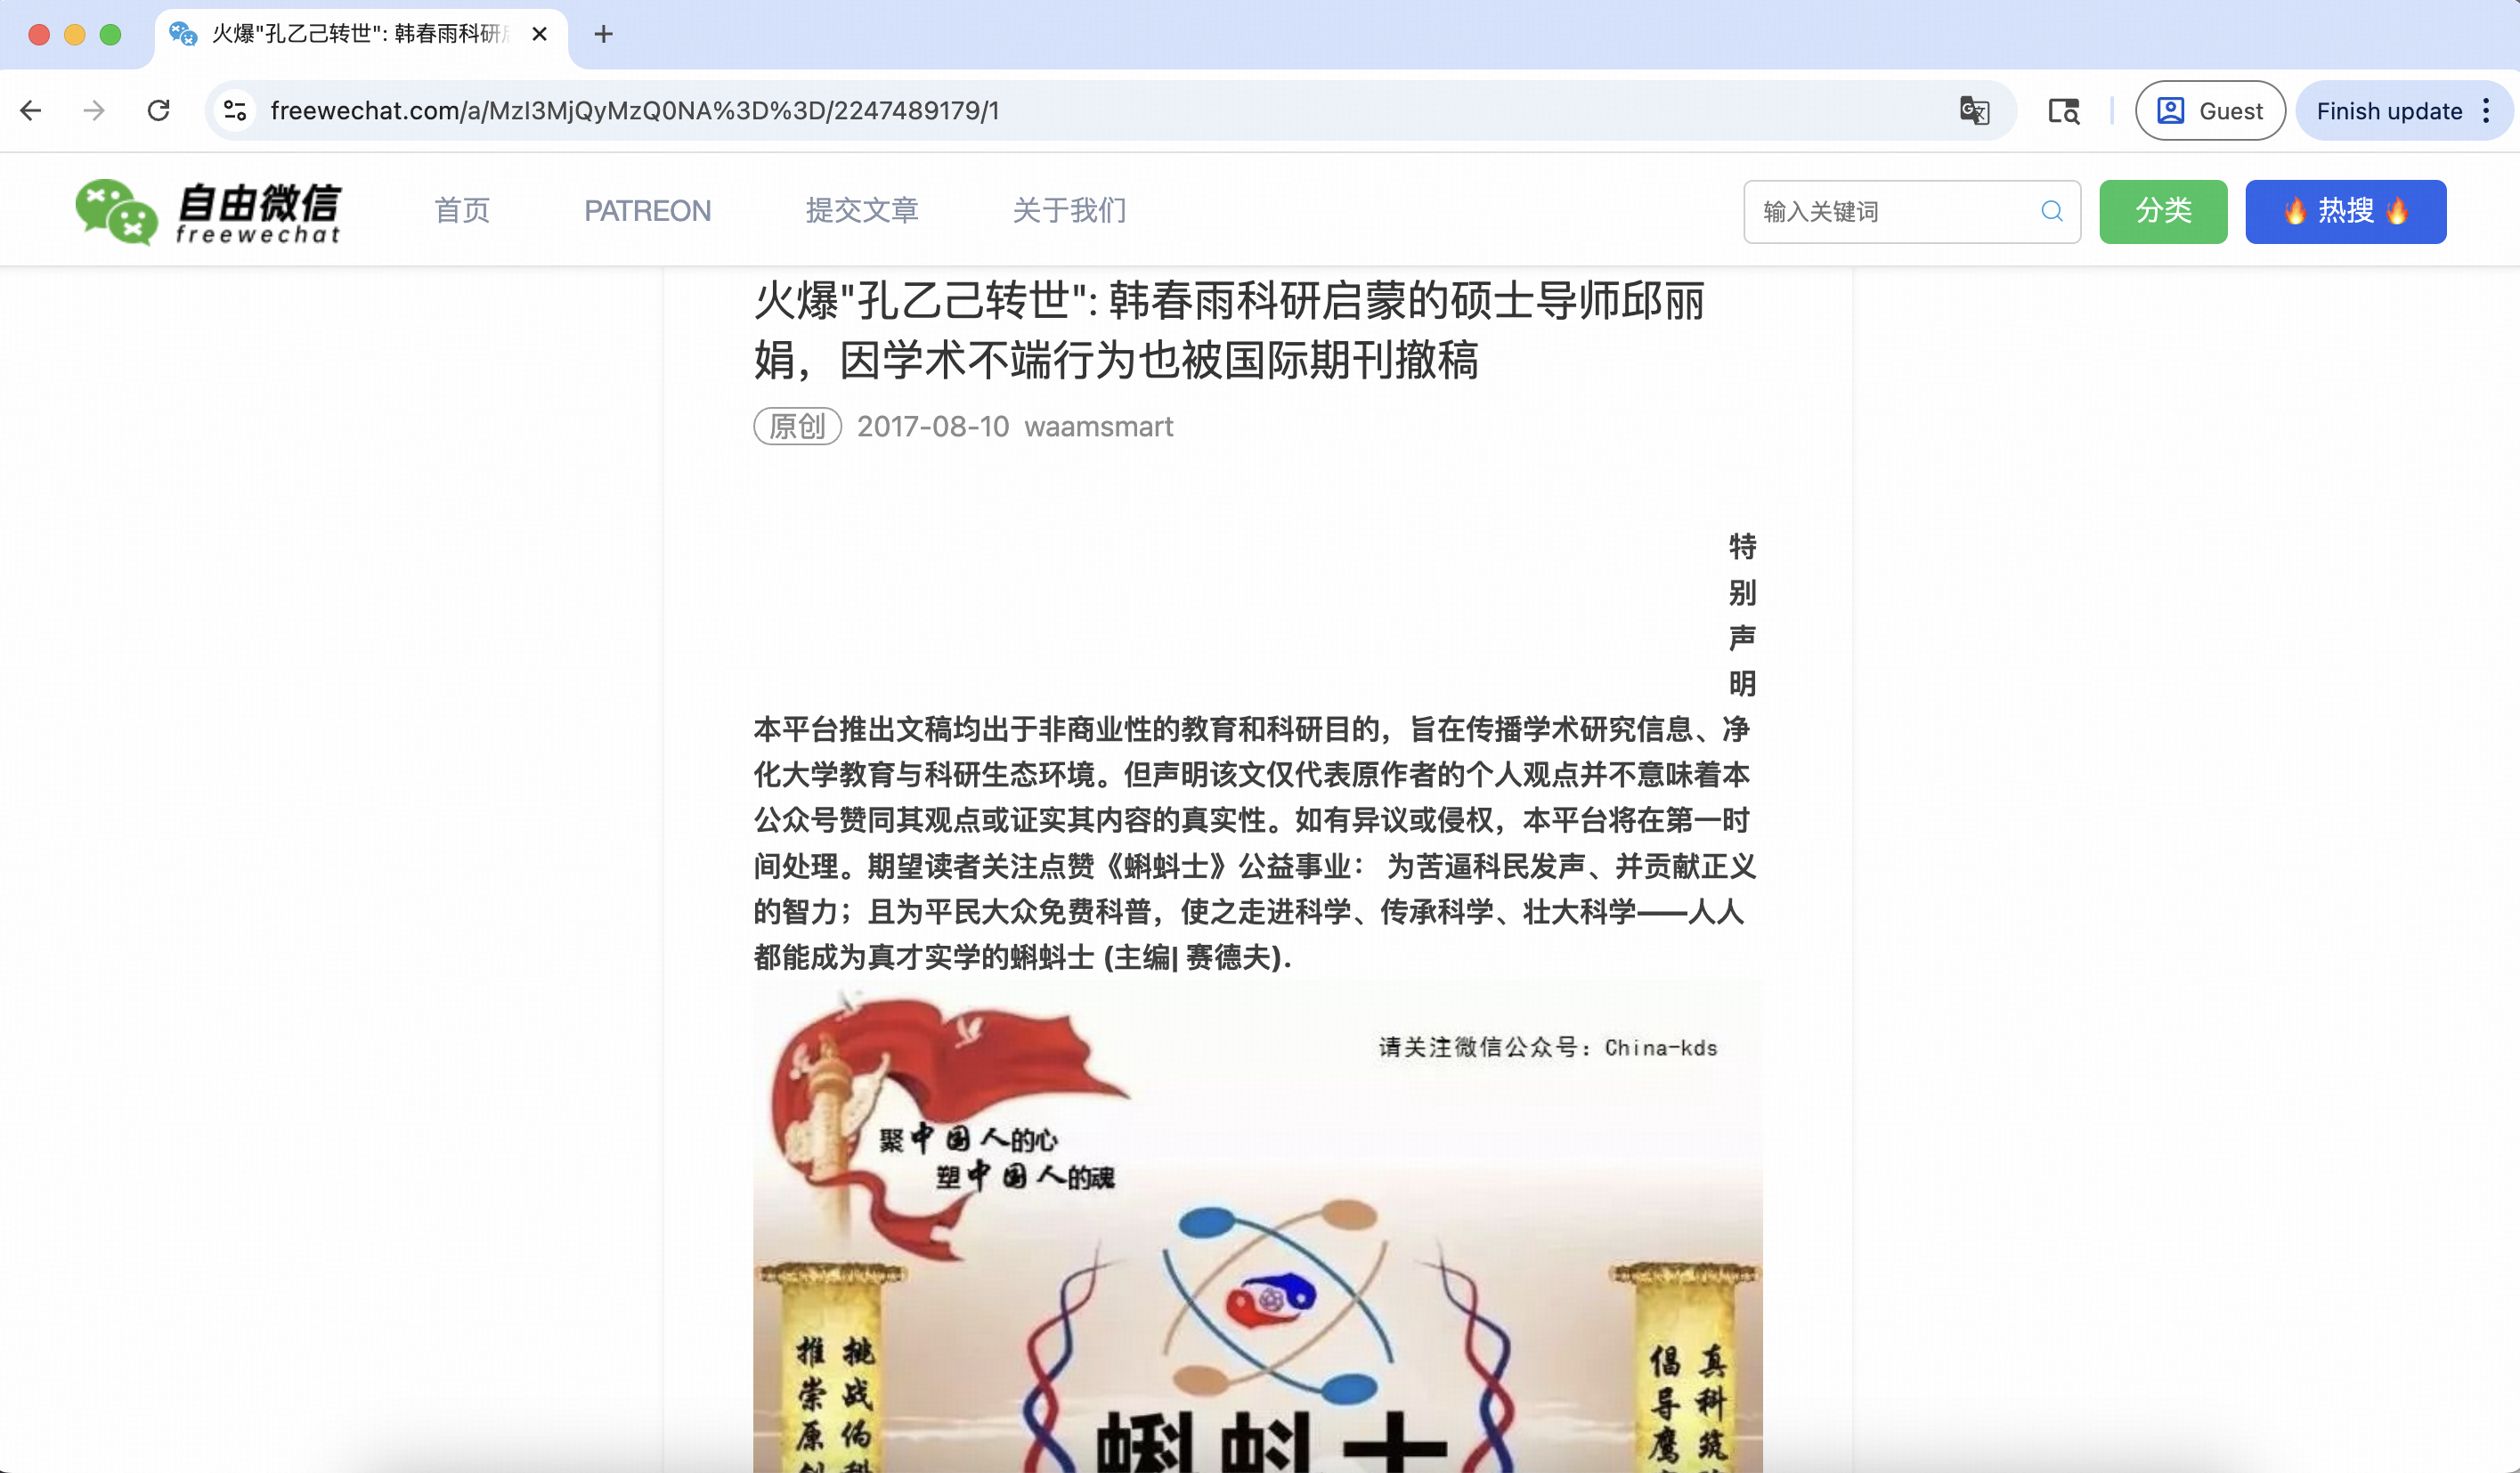 火爆"孔乙己转世": 韩春雨科研
freewechat.com/a/MzI3MjQyMzQ0NA%3D%3D/2247489179/1
Guest
Finish update
自由微信
freewechat
首页
PATREON
提交文章
关于我们
输入关键词
分类
🔥 热搜 🔥
火爆"孔乙己转世": 韩春雨科研启蒙的硕士导师邱丽
娟，因学术不端行为也被国际期刊撤稿
原创 2017-08-10 waamsmart
特
别
声
明
本平台推出文稿均出于非商业性的教育和科研目的，旨在传播学术研究信息、净
化大学教育与科研生态环境。但声明该文仅代表原作者的个人观点并不意味着本
公众号赞同其观点或证实其内容的真实性。如有异议或侵权，本平台将在第一时
间处理。期望读者关注点赞《蝌蚪士》公益事业： 为苦逼科民发声、并贡献正义
的智力；且为平民大众免费科普，使之走进科学、传承科学、壮大科学——人人
都能成为真才实学的蝌蚪士 (主编| 赛德夫).
请关注微信公众号：China-kds
聚中国人的心
塑中国人的魂
挑战伪科
推崇原创
真科筑
倡导鹰
蝌蚪士